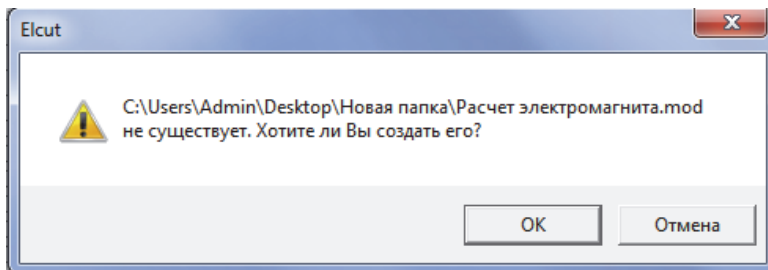 Elcut
C:\Users\Admin\Desktop\Новая папка\Расчет электромагнита.mod
не существует. Хотите ли Вы создать его?
OK
Отмена